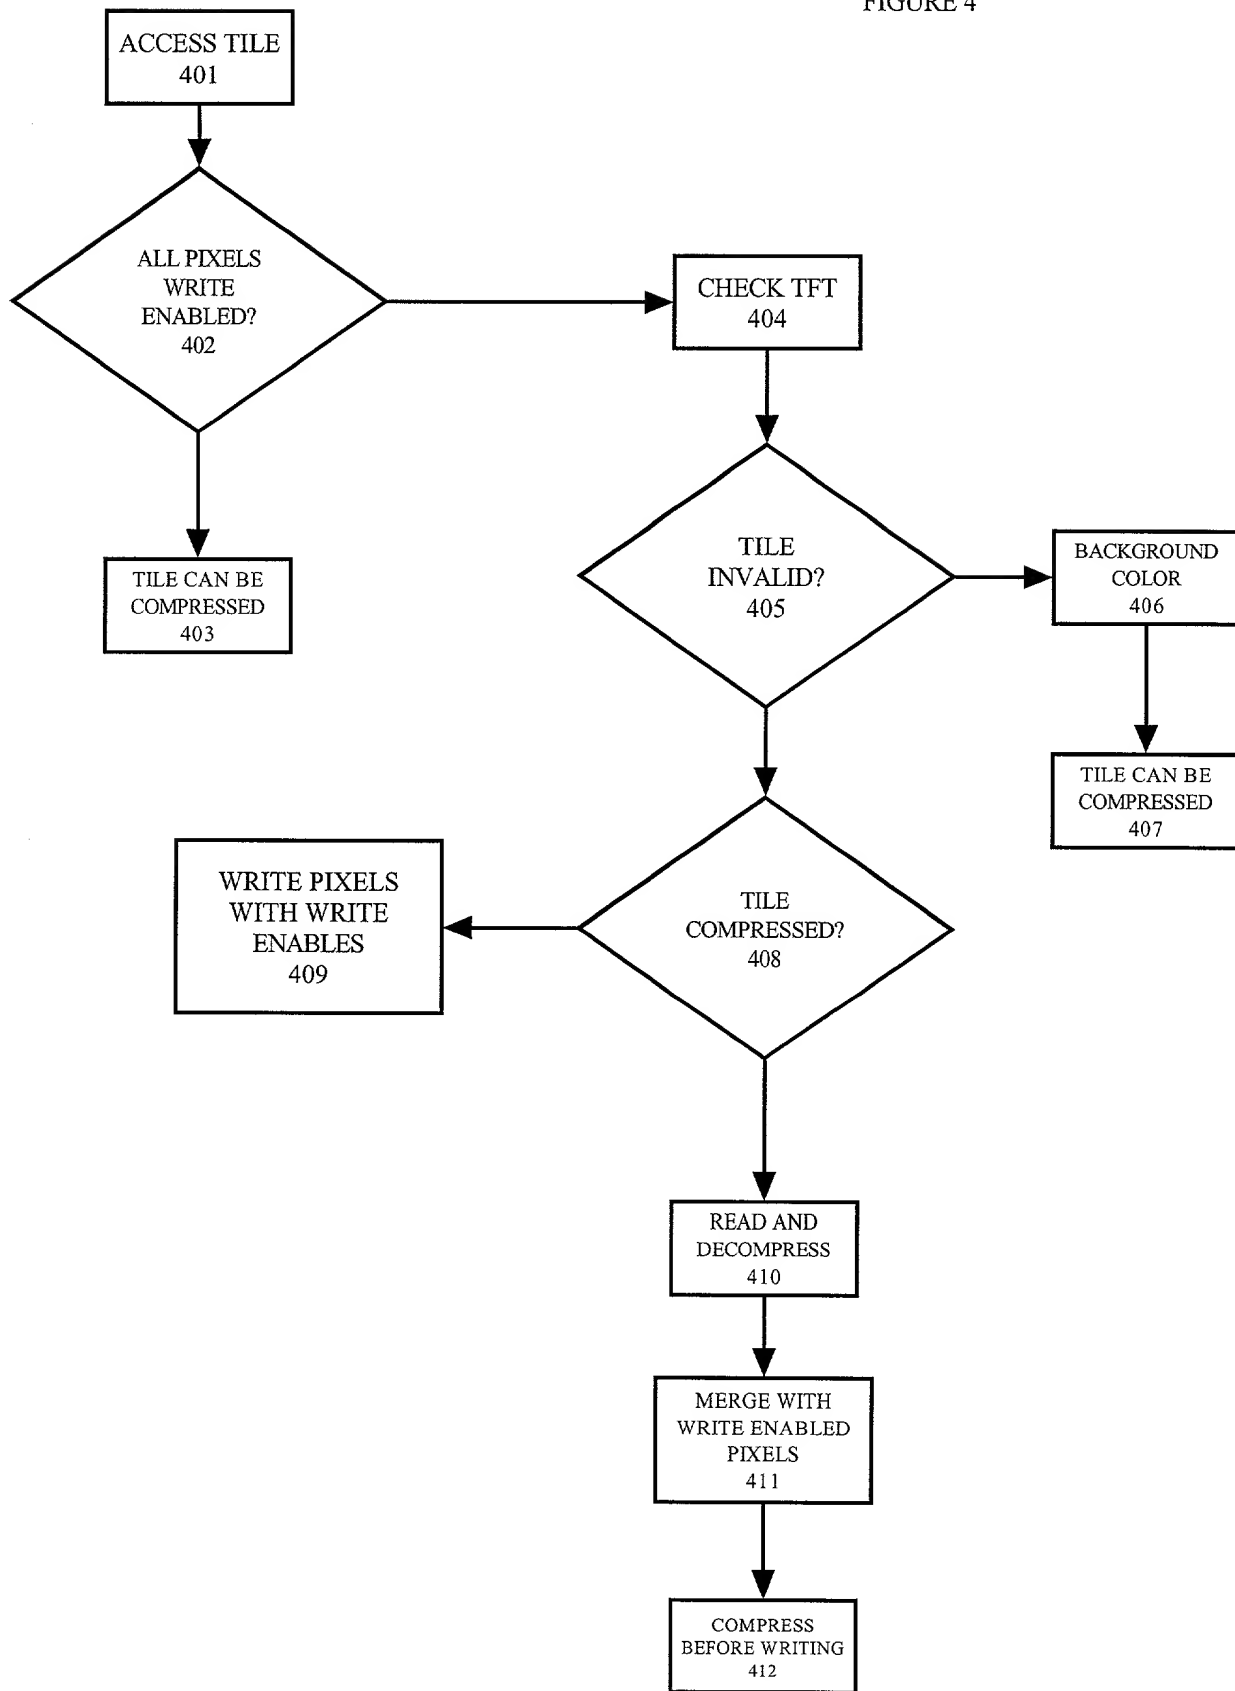 FIGURE 4
ACCESS TILE
401
ALL PIXELS
WRITE
ENABLED?
402
TILE CAN BE
COMPRESSED
403
CHECK TFT
404
TILE
INVALID?
405
BACKGROUND
COLOR
406
TILE CAN BE
COMPRESSED
407
TILE
COMPRESSED?
408
WRITE PIXELS
WITH WRITE
ENABLES
409
READ AND
DECOMPRESS
410
MERGE WITH
WRITE ENABLED
PIXELS
411
COMPRESS
BEFORE WRITING
412